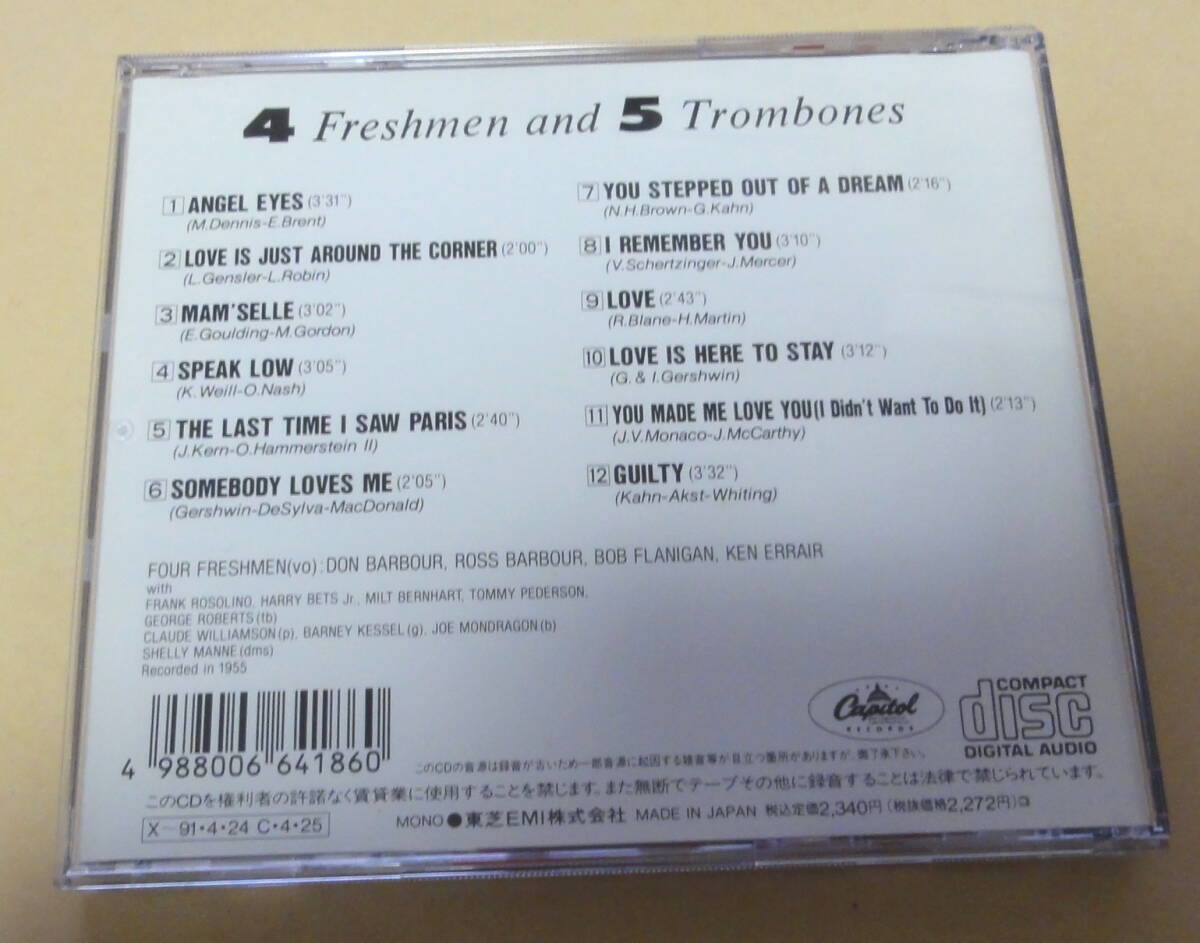 4 Freshmen and 5 Trombones
1 ANGEL EYES (3'31")
(M.Dennis-E.Brent)
2 LOVE IS JUST AROUND THE CORNER (2'00")
(L.Gensler-L.Robin)
3 MAM'SELLE (3'02")
(E.Goulding-M.Gordon)
4 SPEAK LOW (3'05")
(K.Weill-O.Nash)
5 THE LAST TIME I SAW PARIS (2'40")
(J.Kern-O.Hammerstein II)
6 SOMEBODY LOVES ME (2'05")
(Gershwin-DeSylva-MacDonald)
7 YOU STEPPED OUT OF A DREAM (2'16")
(N.H.Brown-G.Kahn)
8 I REMEMBER YOU (3'10")
(V.Schertzinger-J.Mercer)
9 LOVE (2'43")
(R.Blane-H.Martin)
10 LOVE IS HERE TO STAY (3'12")
(G. & I.Gershwin)
11 YOU MADE ME LOVE YOU (I Didn't Want To Do It) (2'13")
(J.V.Monaco-J.McCarthy)
12 GUILTY (3'32")
(Kahn-Akst-Whiting)
FOUR FRESHMEN(vo) : DON BARBOUR, ROSS BARBOUR, BOB FLANIGAN, KEN ERRAIR
with
FRANK ROSOLINO, HARRY BETS Jr., MILT BERNHART, TOMMY PEDERSON,
GEORGE ROBERTS (tb)
CLAUDE WILLIAMSON (p), BARNEY KESSEL (g), JOE MONDRAGON (b)
SHELLY MANNE (dms)
Recorded in 1955
4 988006 641860
Capitol
RECORDS
COMPACT
disc
DIGITAL AUDIO
このCDの音源は録音が古いため一部音源に起因する雑音等が目立つ箇所がありますが、御了承下さい。
このCDを権利者の許諾なく賃貸業に使用することを禁じます。また無断でテープその他に録音することは法律で禁じられています。
X-91・4・24 C・4・25
MONO ● 東芝EMI株式会社 MADE IN JAPAN 税込定価2,340円 (税抜価格2,272円) コ